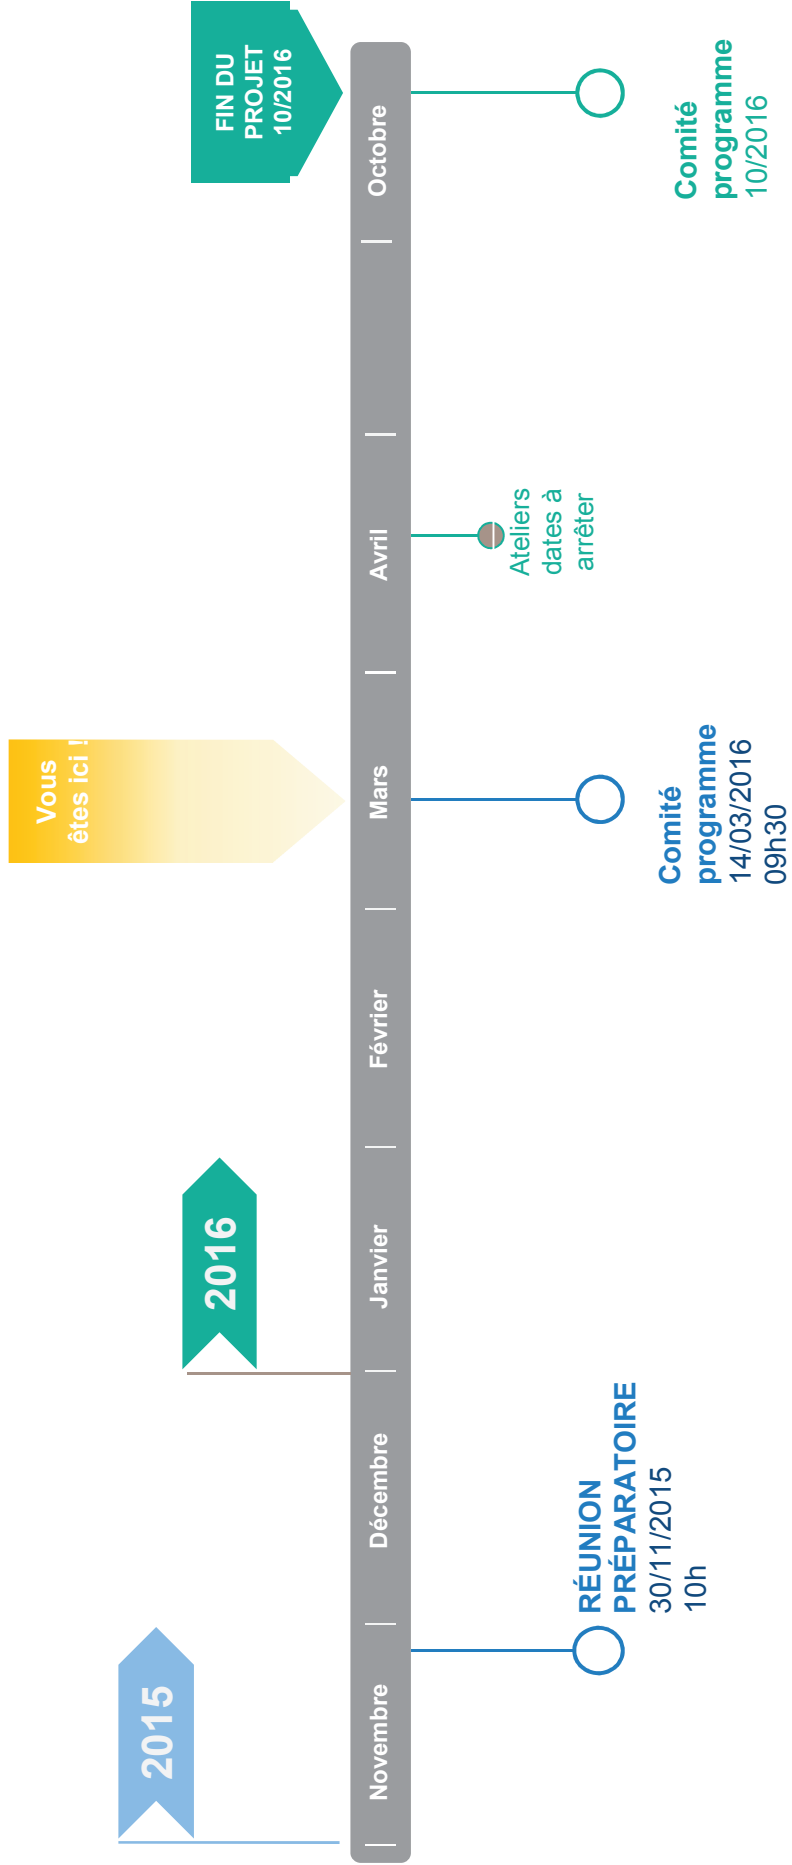 2015
2016
Vous
êtes ici !
FIN DU
PROJET
10/2016
Novembre
Décembre
Janvier
Février
Mars
Avril
Octobre
RÉUNION
PRÉPARATOIRE
30/11/2015
10h
Comité
programme
14/03/2016
09h30
Ateliers
dates à
arrêter
Comité
programme
10/2016